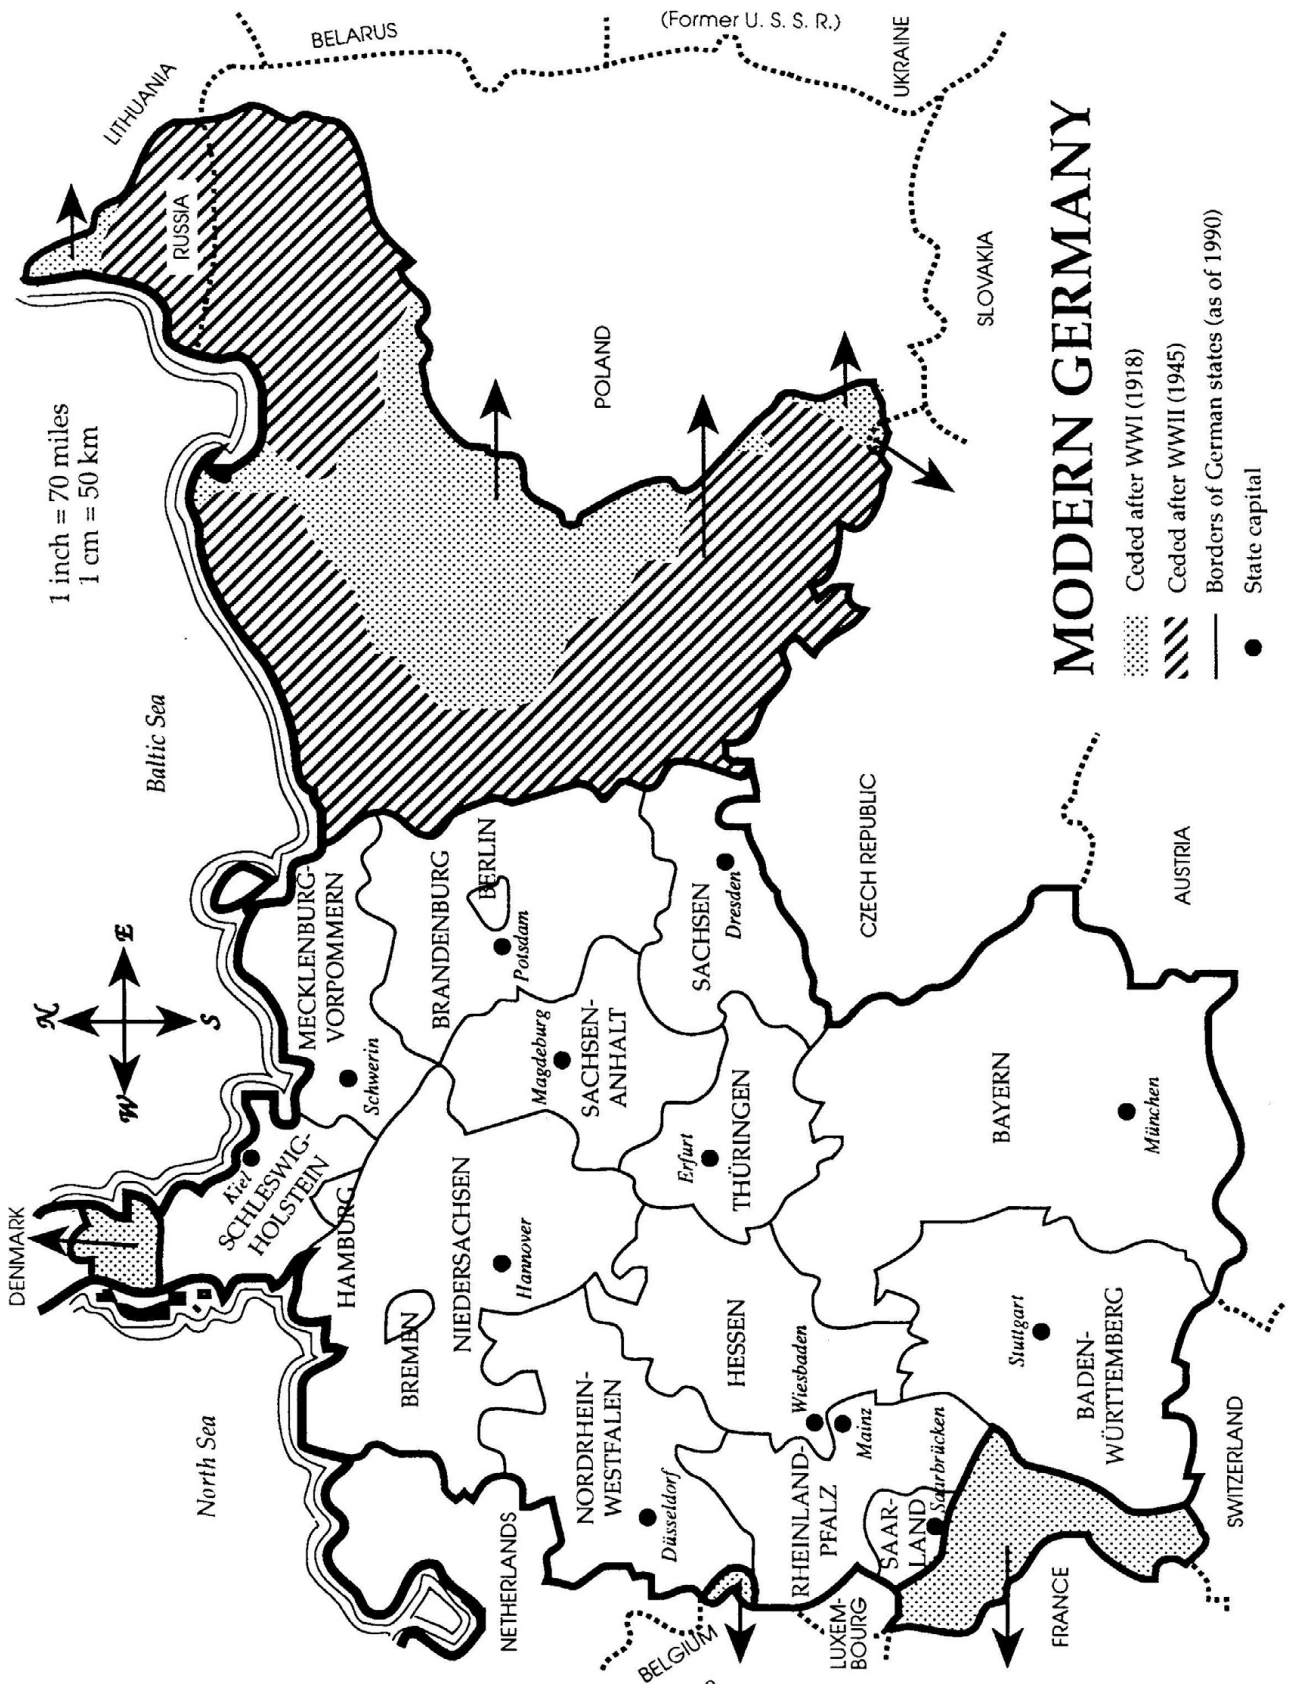 DENMARK
North Sea
Baltic Sea
N
W
E
S
1 inch = 70 miles
1 cm = 50 km
LITHUANIA
RUSSIA
BELARUS
(Former U. S. S. R.)
UKRAINE
POLAND
SLOVAKIA
Kiel
SCHLESWIG-
HOLSTEIN
HAMBURG
MECKLENBURG-
VORPOMMERN
Schwerin
BREMEN
NIEDERSACHSEN
Hannover
BRANDENBURG
BERLIN
Potsdam
Magdeburg
SACHSEN-
ANHALT
NETHERLANDS
NORDRHEIN-
WESTFALEN
Düsseldorf
HESSEN
Wiesbaden
Erfurt
THÜRINGEN
SACHSEN
Dresden
BELGIUM
RHEINLAND-
PFALZ
Mainz
LUXEM-
BOURG
SAAR-
LAND
Saarbrücken
CZECH REPUBLIC
BAYERN
München
Stuttgart
BADEN-
WÜRTTEMBERG
FRANCE
SWITZERLAND
AUSTRIA
MODERN GERMANY
Ceded after WWI (1918)
Ceded after WWII (1945)
Borders of German states (as of 1990)
State capital